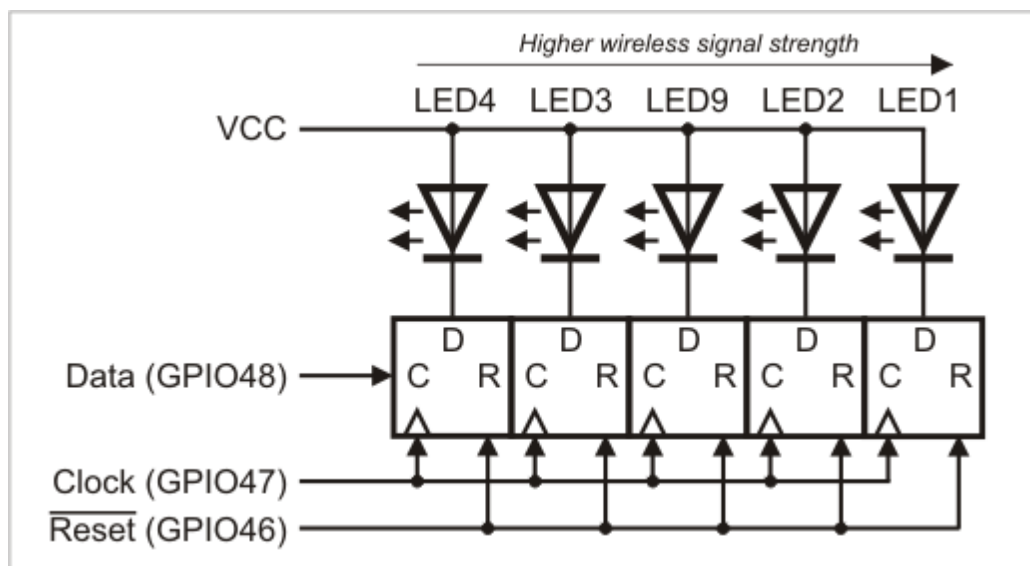 Higher wireless signal strength
LED4 LED3 LED9 LED2 LED1
VCC
D D D D D
Data (GPIO48) C R C R C R C R C R
Clock (GPIO47)
Reset (GPIO46)